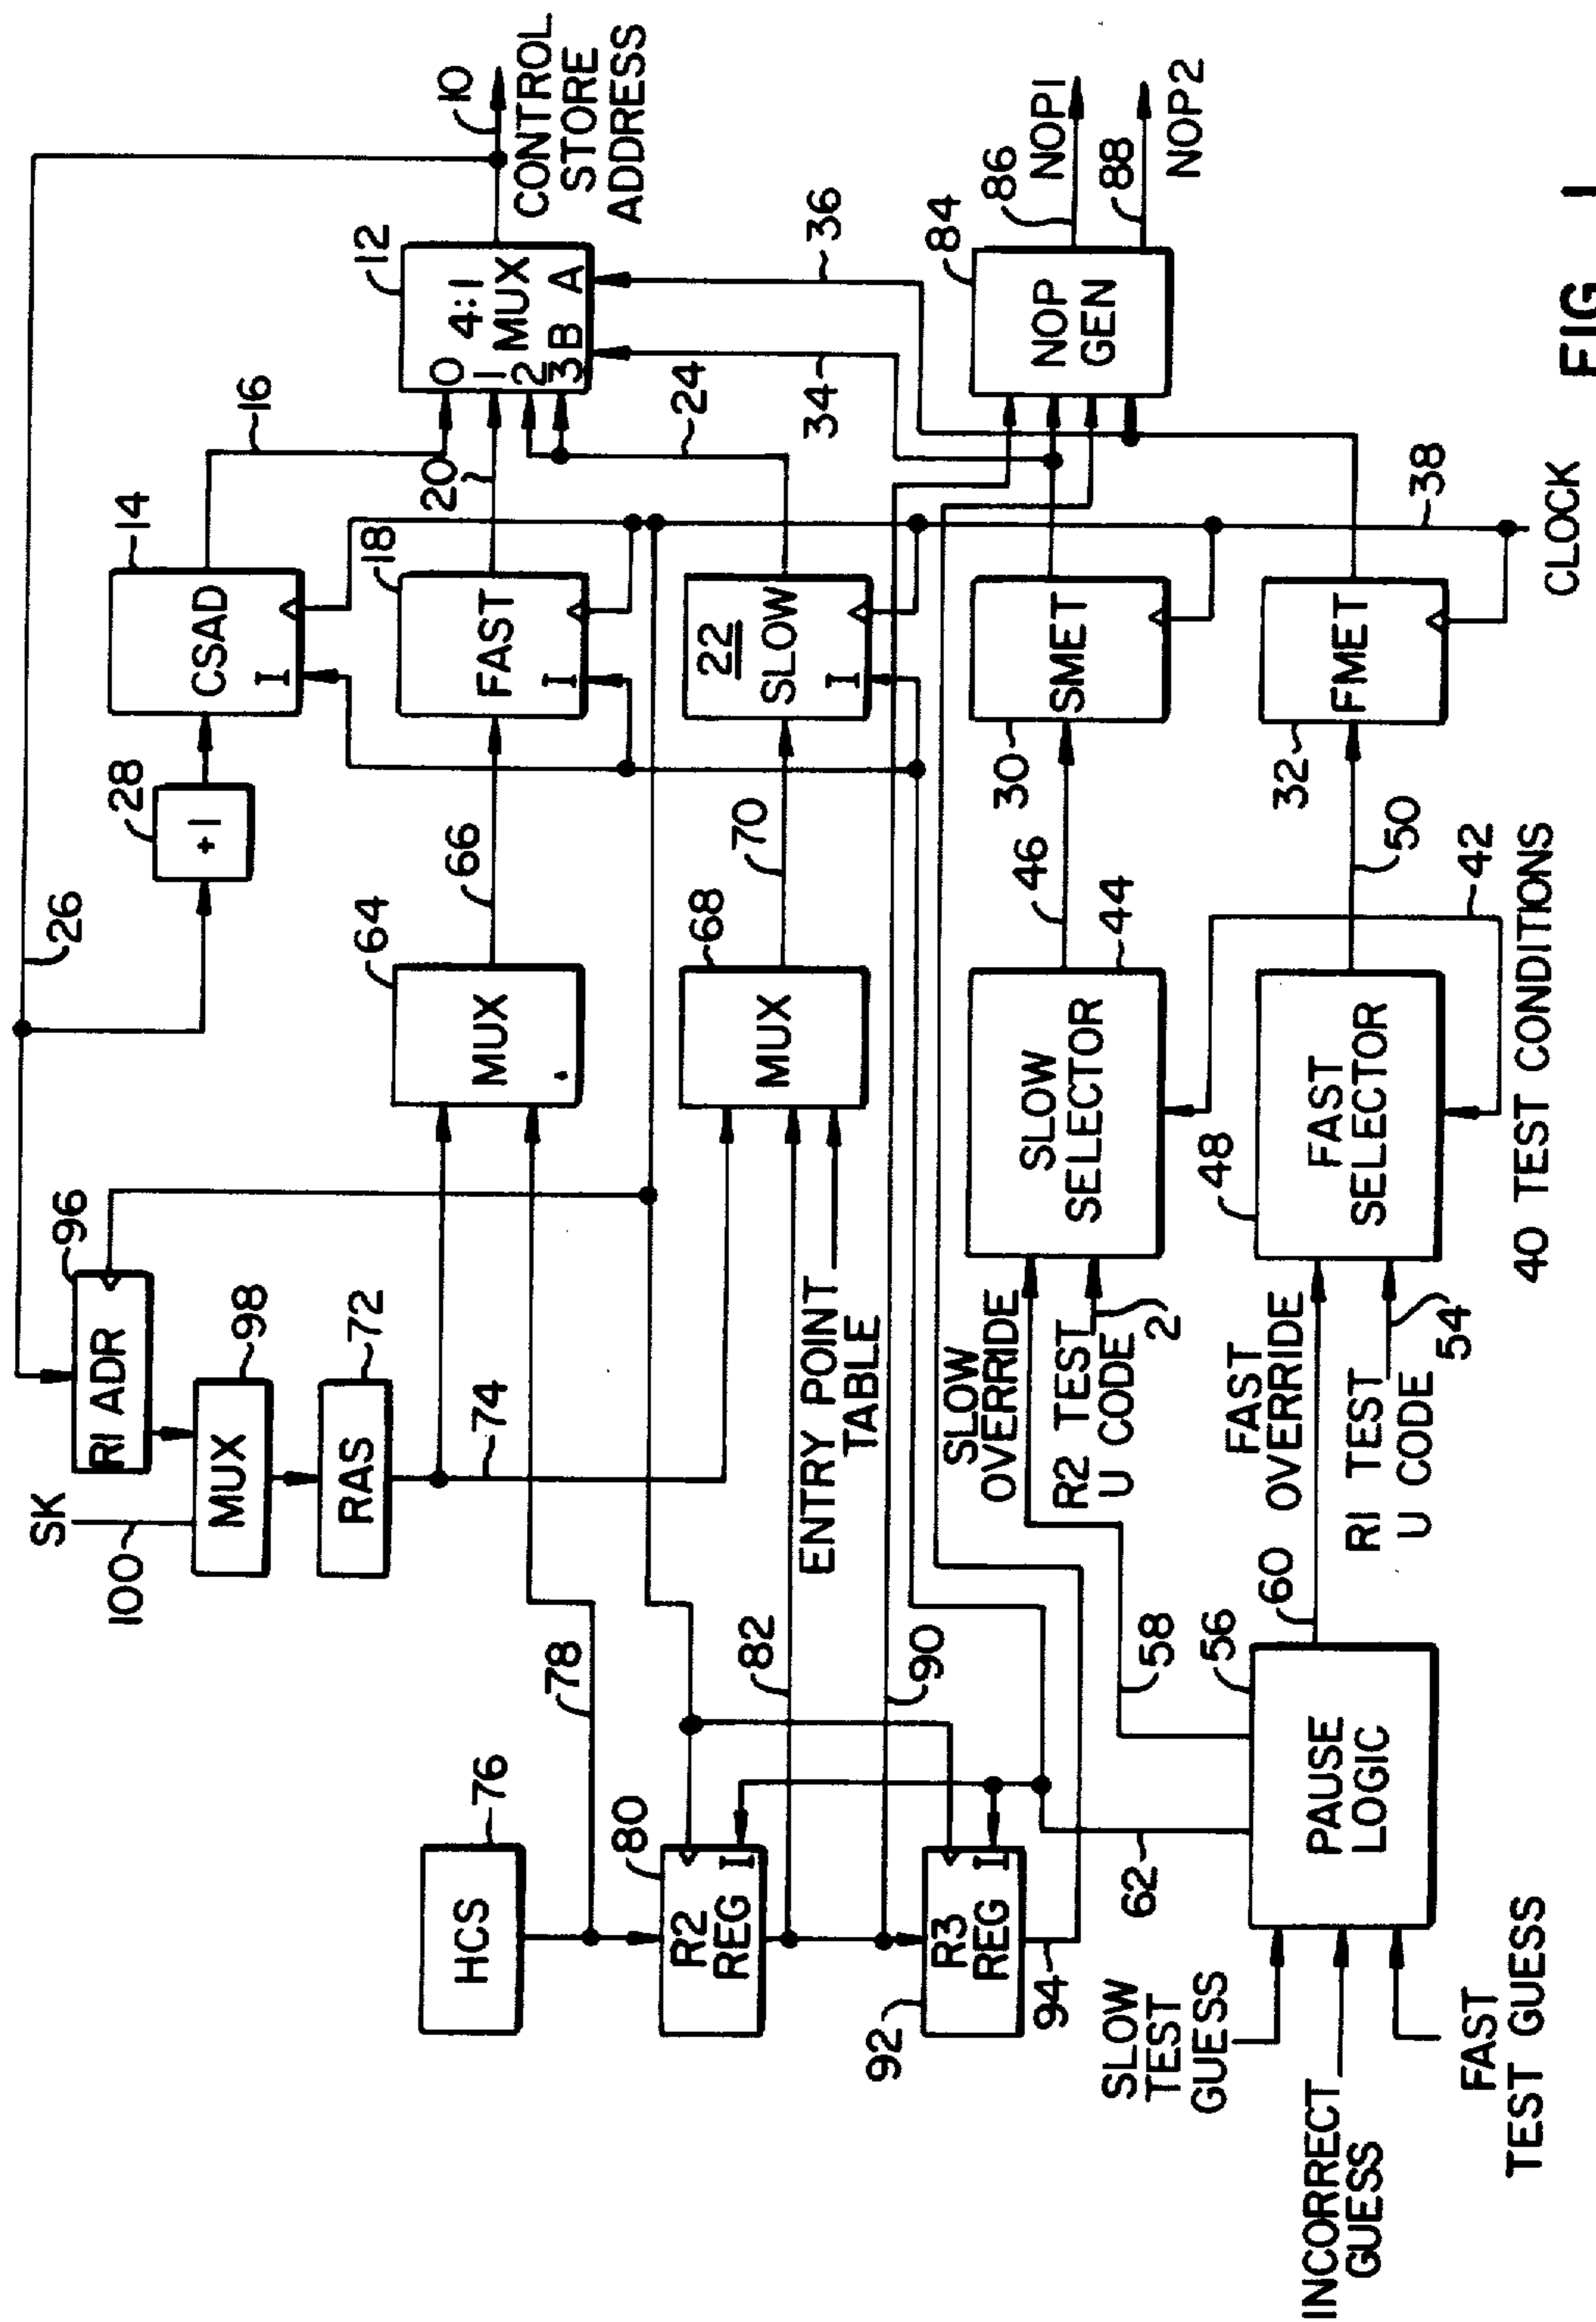 26
10
CONTROL
STORE
ADDRESS
12
4:1
MUX
0
1
2
3 B A
14
CSAD
I
16
28
+1
18
FAST
I
20
64
MUX
66
22
SLOW
I
24
68
MUX
70
34
36
96
R1 ADR
98
MUX
SK
100
72
RAS
74
76
HCS
78
80
R2
REG
I
82
ENTRY POINT
TABLE
90
92
R3
REG
I
94
62
84
NOP
GEN
86
NOP1
88
NOP2
30
SMET
46
44
SLOW
SELECTOR
SLOW
OVERRIDE
R2 TEST
U CODE
2
58
32
FMET
50
42
48
FAST
SELECTOR
FAST
OVERRIDE
60
R1 TEST
U CODE
54
40 TEST CONDITIONS
38
CLOCK
56
PAUSE
LOGIC
SLOW
TEST
GUESS
INCORRECT
GUESS
FAST
TEST GUESS
FIG. 1